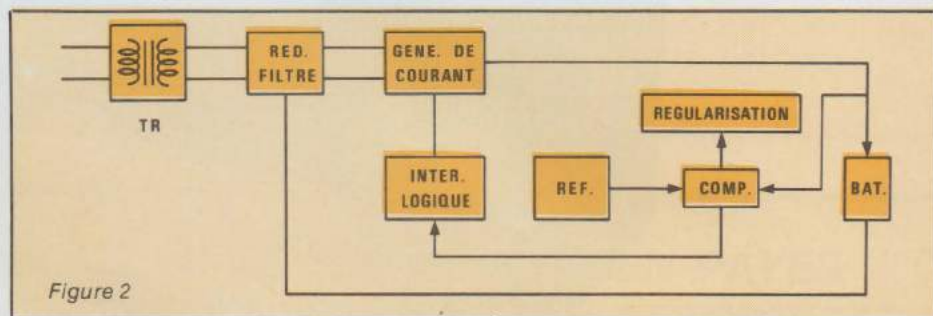 RED.
FILTRE
GENE. DE
COURANT
TR
REGULARISATION
INTER.
LOGIQUE
REF.
COMP.
BAT.
Figure 2